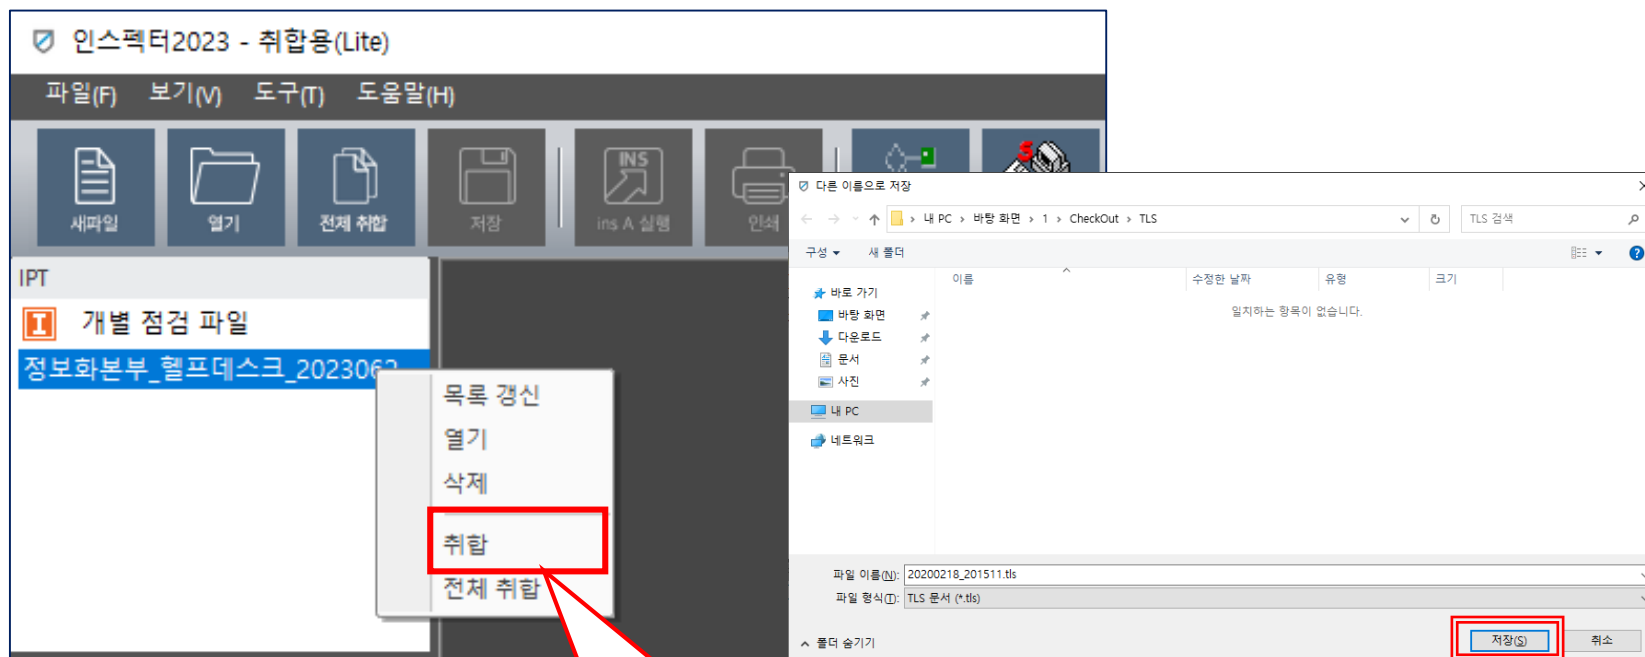 인스펙터2023 - 취합용(Lite)
파일(F) 보기(V) 도구(T) 도움말(H)
새파일 열기 전체 취합 저장 INS ins A 실행 인쇄
IPT
개별 점검 파일
정보화본부_헬프데스크_2023062
목록 갱신
열기
삭제
취합
전체 취합
다른 이름으로 저장
내 PC > 바탕 화면 > 1 > CheckOut > TLS
TLS 검색
구성 새 폴더
이름 수정한 날짜 유형 크기
일치하는 항목이 없습니다.
바로 가기
바탕 화면
다운로드
문서
사진
내 PC
네트워크
파일 이름(N): 20200218_201511.tls
파일 형식(T): TLS 문서 (*.tls)
폴더 숨기기
저장(S) 취소